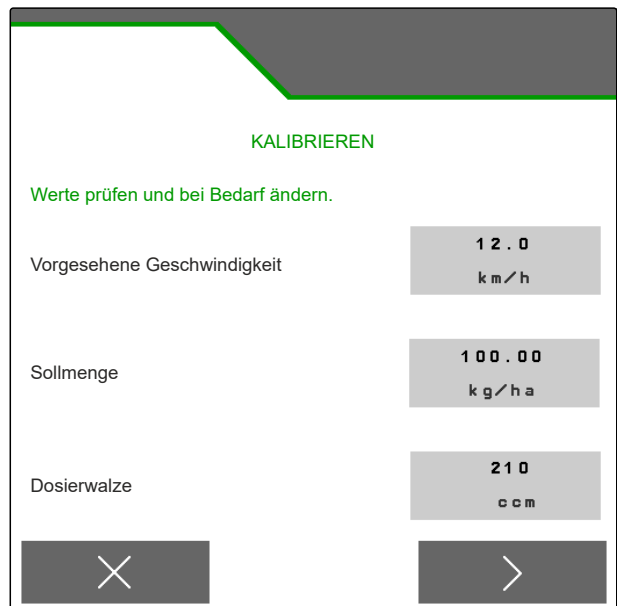 KALIBRIEREN
Werte prüfen und bei Bedarf ändern.
Vorgesehene Geschwindigkeit
12.0
km/h
Sollmenge
100.00
kg/ha
Dosierwalze
210
ccm